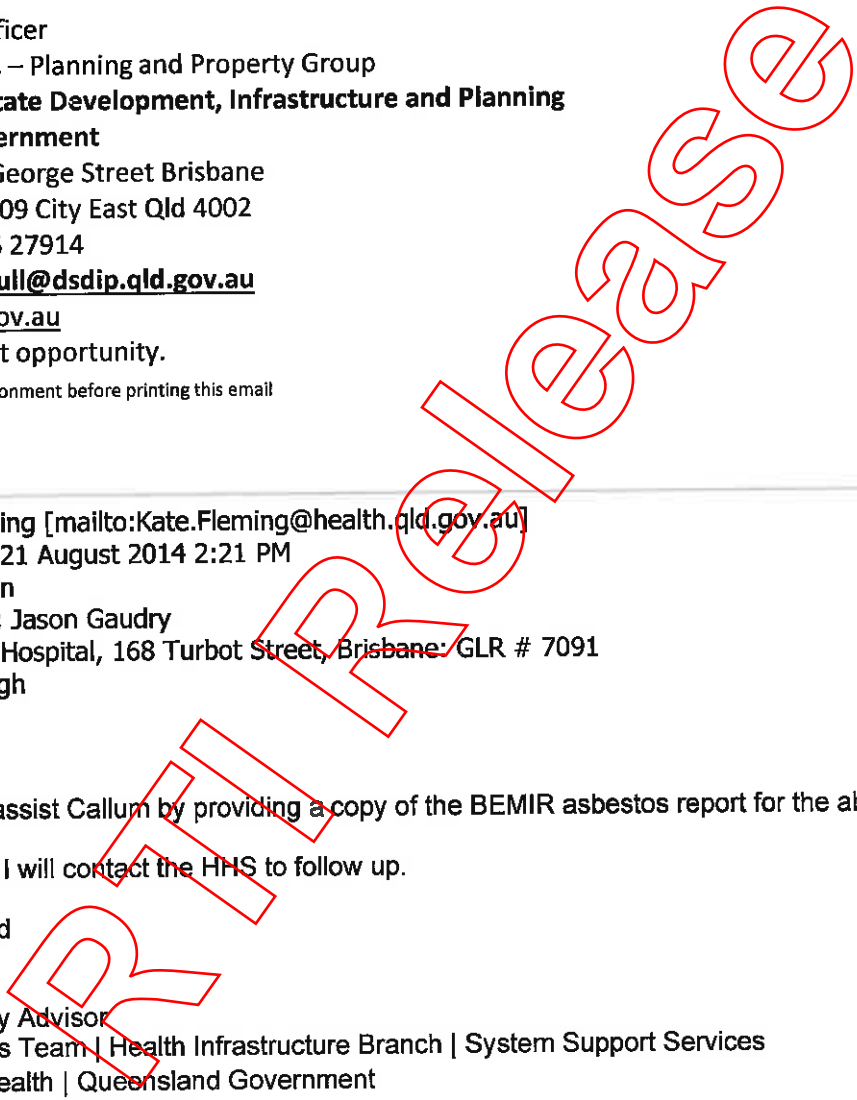 ficer
– Planning and Property Group
tate Development, Infrastructure and Planning
ernment
George Street Brisbane
09 City East Qld 4002
27914
ull@dsdip.qld.gov.au
ov.au
t opportunity.
onment before printing this email
ing [mailto:Kate.Fleming@health.qld.gov.au]
21 August 2014 2:21 PM
n
Jason Gaudry
Hospital, 168 Turbot Street, Brisbane: GLR # 7091
gh
assist Callum by providing a copy of the BEMIR asbestos report for the a
I will contact the HHS to follow up.
d
y Advisor
s Team | Health Infrastructure Branch | System Support Services
ealth | Queensland Government
RTI Release